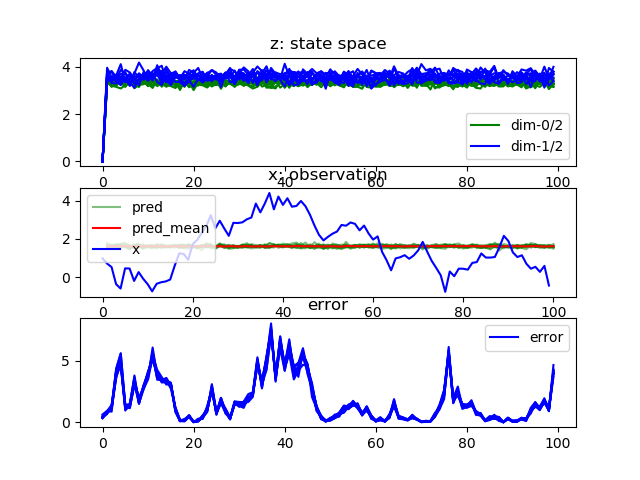 z: state space
4
2
0
dim-0/2
dim-1/2
0 20 40 60 80 100
x: observation
4
2
0
pred
pred_mean
x
0 20 40 60 80 100
error
5
0
error
0 20 40 60 80 100